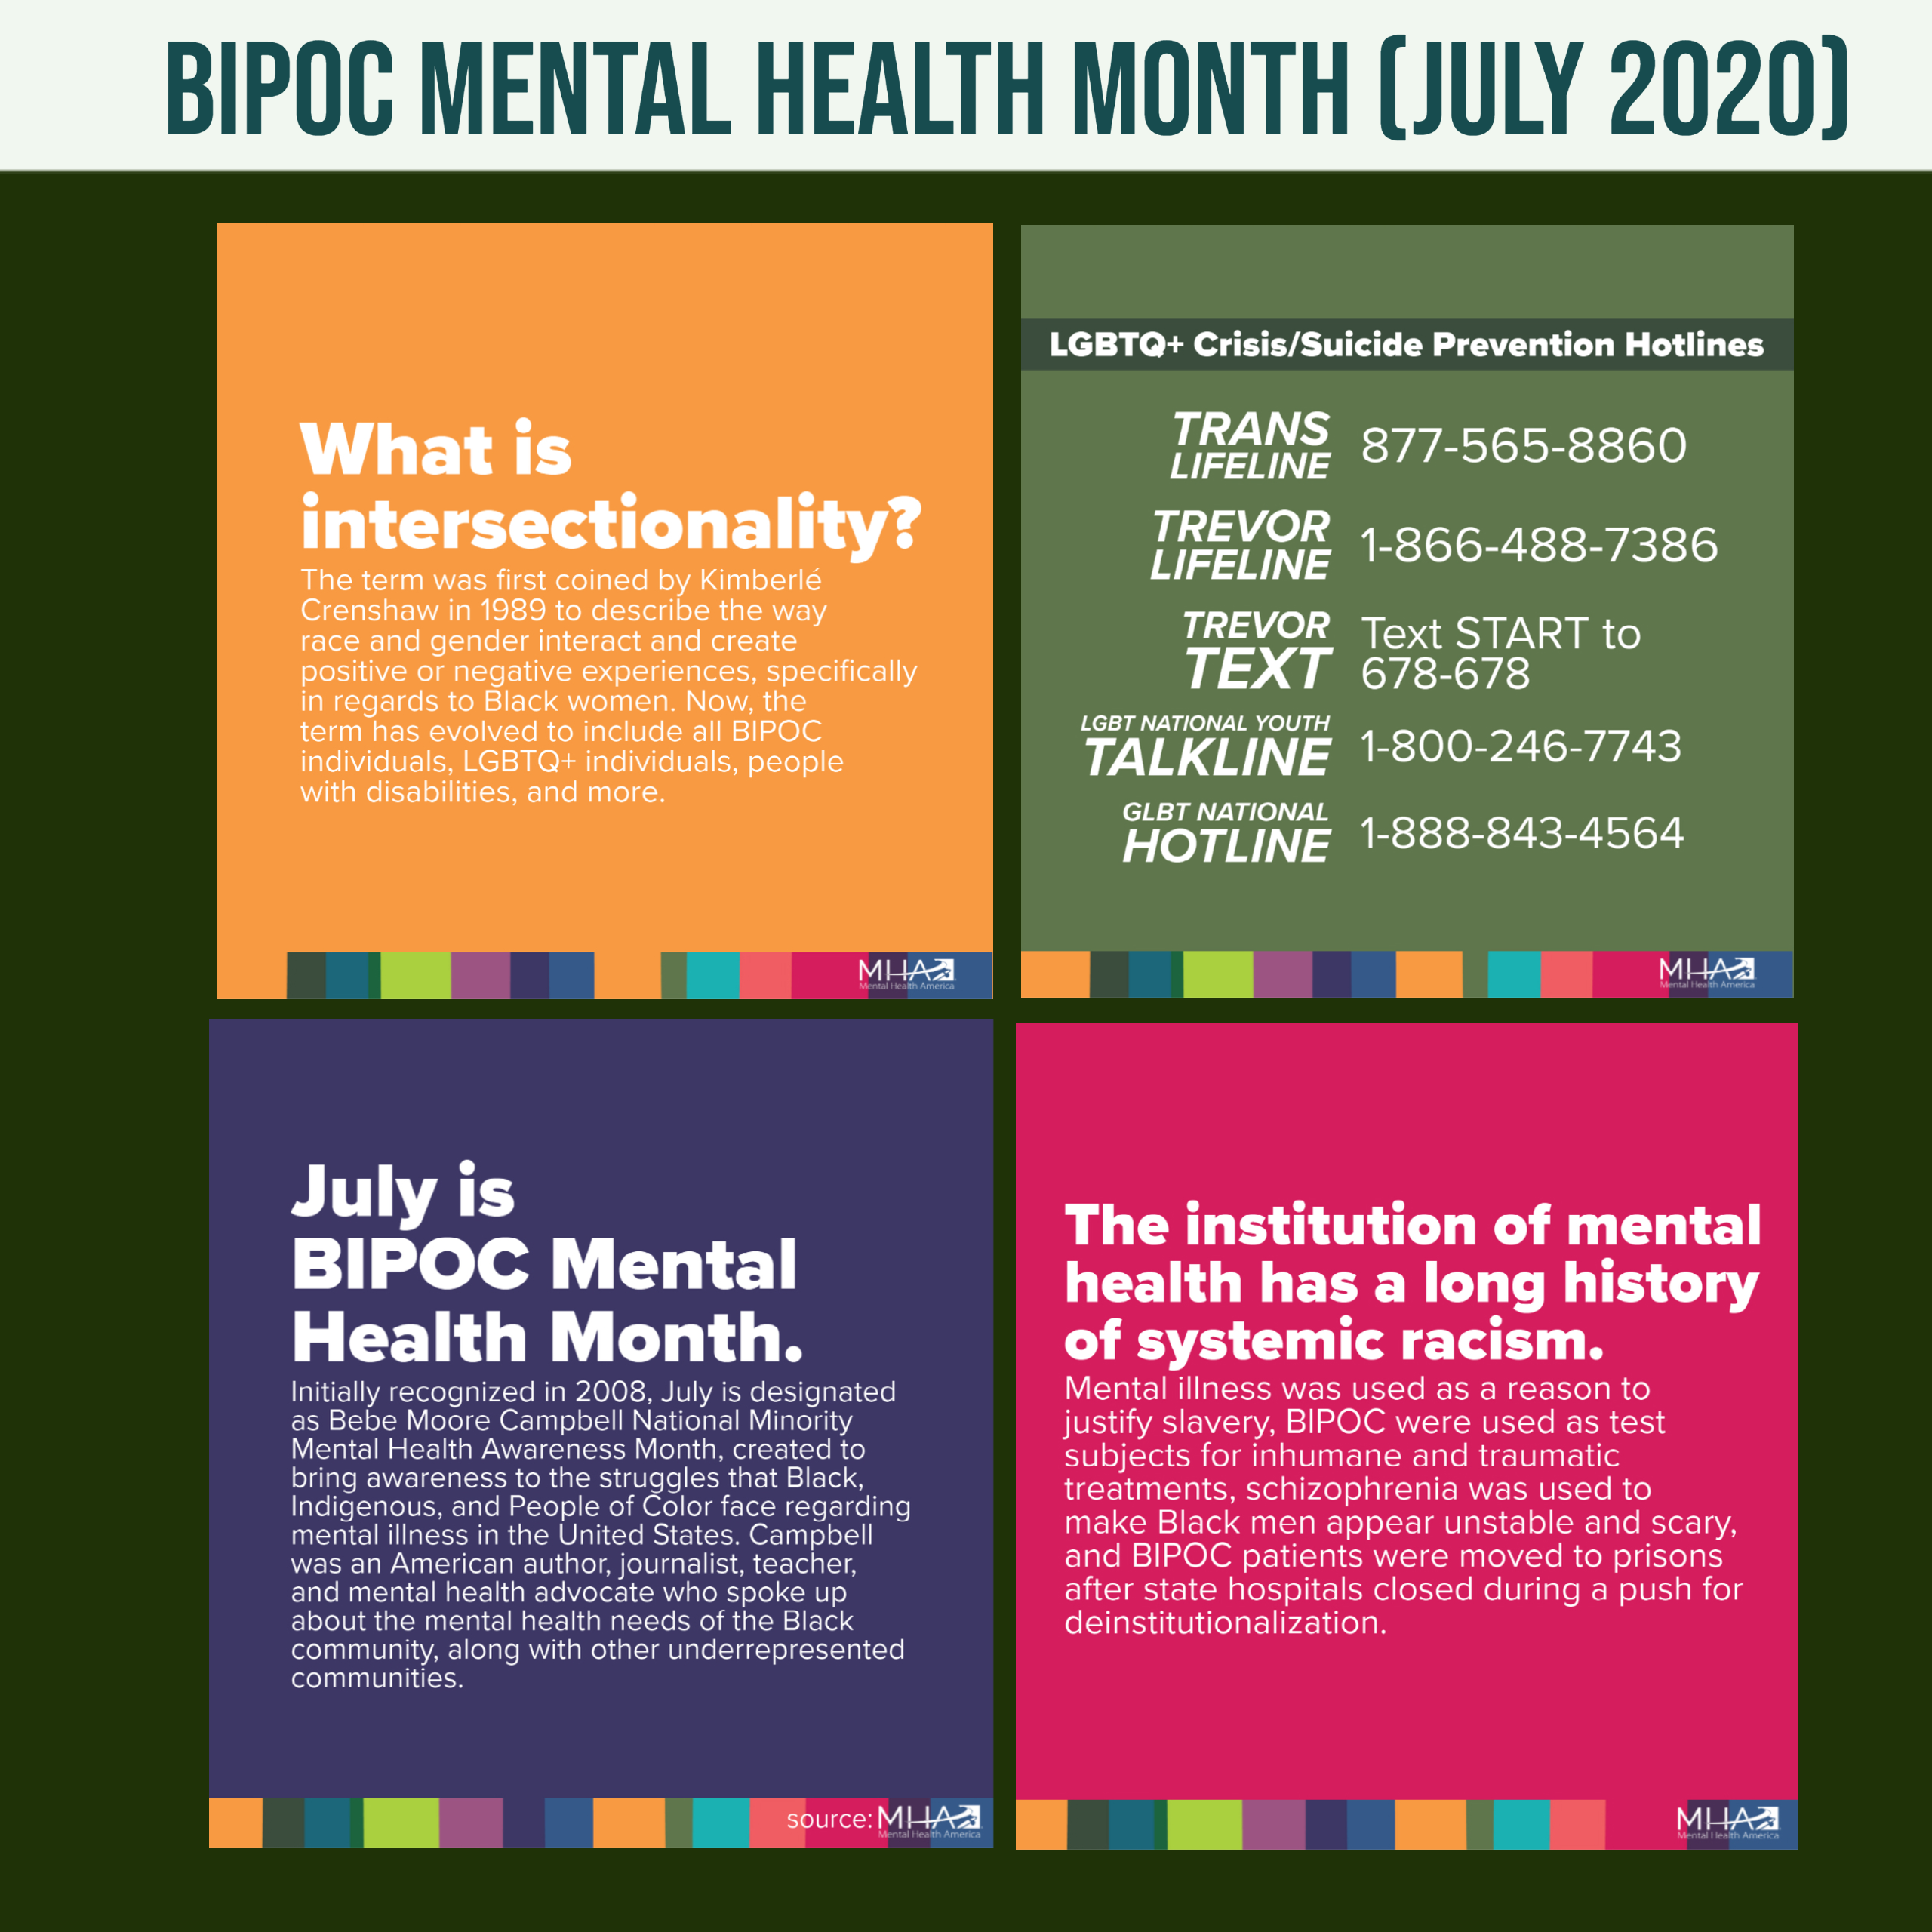 BIPOC MENTAL HEALTH MONTH (JULY 2020)
What is
intersectionality?
The term was first coined by Kimberlé
Crenshaw in 1989 to describe the way
race and gender interact and create
positive or negative experiences, specifically
in regards to Black women. Now, the
term has evolved to include all BIPOC
individuals, LGBTQ+ individuals, people
with disabilities, and more.
MHA
Mental Health America
LGBTQ+ Crisis/Suicide Prevention Hotlines
TRANS
LIFELINE
877-565-8860
TREVOR
LIFELINE
1-866-488-7386
TREVOR
TEXT
Text START to
678-678
LGBT NATIONAL YOUTH
TALKLINE
1-800-246-7743
GLBT NATIONAL
HOTLINE
1-888-843-4564
MHA
Mental Health America
July is
BIPOC Mental
Health Month.
Initially recognized in 2008, July is designated
as Bebe Moore Campbell National Minority
Mental Health Awareness Month, created to
bring awareness to the struggles that Black,
Indigenous, and People of Color face regarding
mental illness in the United States. Campbell
was an American author, journalist, teacher,
and mental health advocate who spoke up
about the mental health needs of the Black
community, along with other underrepresented
communities.
source: MHA
Mental Health America
The institution of mental
health has a long history
of systemic racism.
Mental illness was used as a reason to
justify slavery, BIPOC were used as test
subjects for inhumane and traumatic
treatments, schizophrenia was used to
make Black men appear unstable and scary,
and BIPOC patients were moved to prisons
after state hospitals closed during a push for
deinstitutionalization.
MHA
Mental Health America